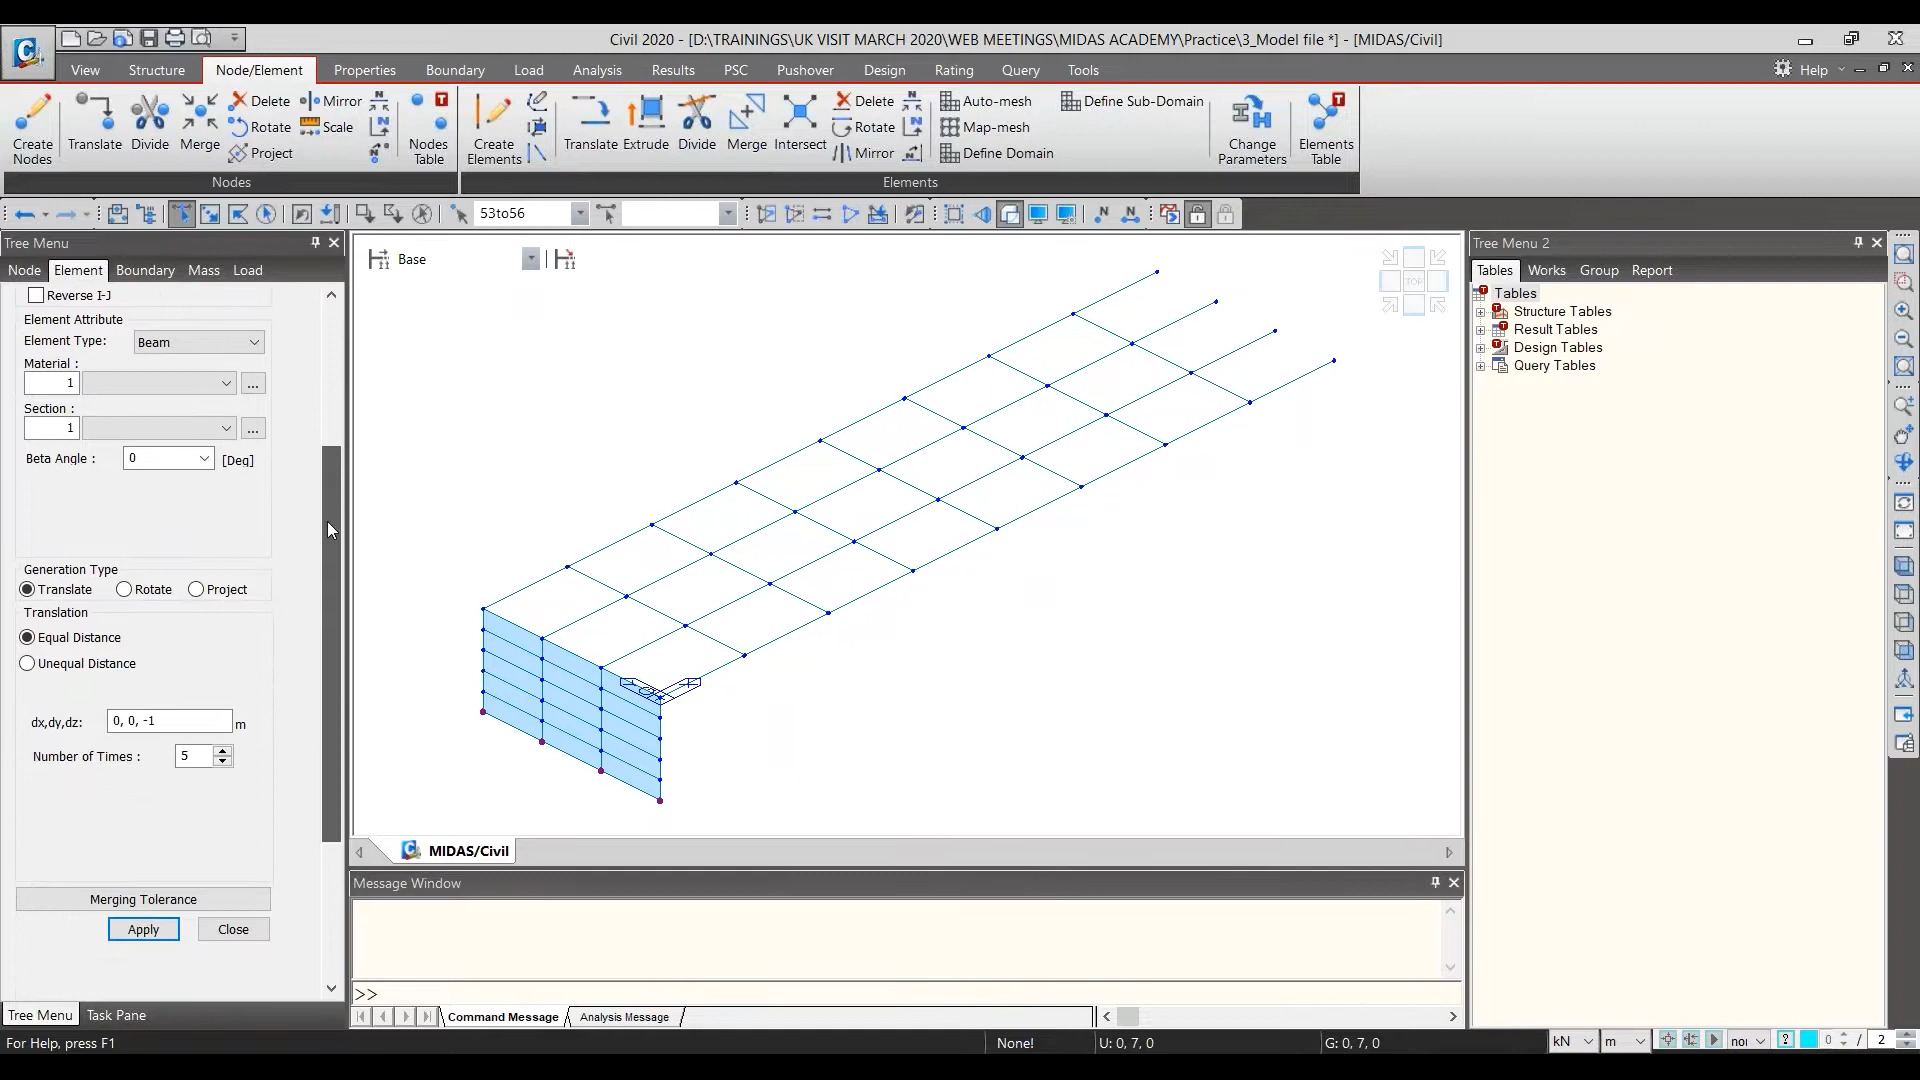 Civil 2020 - [D:\TRAININGS\UK VISIT MARCH 2020\WEB MEETINGS\MIDAS ACADEMY\Practice\3_Model file *] - [MIDAS/Civil]
View Structure Node/Element Properties Boundary Load Analysis Results PSC Pushover Design Rating Query Tools Help
Create Nodes Translate Divide Merge Delete Rotate Project Mirror Scale Nodes Table
Create Elements Translate Extrude Divide Merge Intersect Delete Rotate Mirror Auto-mesh Map-mesh Define Domain Define Sub-Domain Change Parameters Elements Table
Nodes Elements
53to56
Tree Menu
Node Element Boundary Mass Load
Reverse I-J
Element Attribute
Element Type: Beam
Material :
1 ...
Section :
1 ...
Beta Angle : 0 [Deg]
Generation Type
Translate Rotate Project
Translation
Equal Distance
Unequal Distance
dx,dy,dz: 0, 0, -1 m
Number of Times : 5
Merging Tolerance
Apply Close
Tree Menu Task Pane
Base
TOP
MIDAS/Civil
Message Window
>>
Command Message Analysis Message
Tree Menu 2
Tables Works Group Report
Tables
Structure Tables
Result Tables
Design Tables
Query Tables
For Help, press F1 None! U: 0, 7, 0 G: 0, 7, 0 kN m nor ? 0 / 2